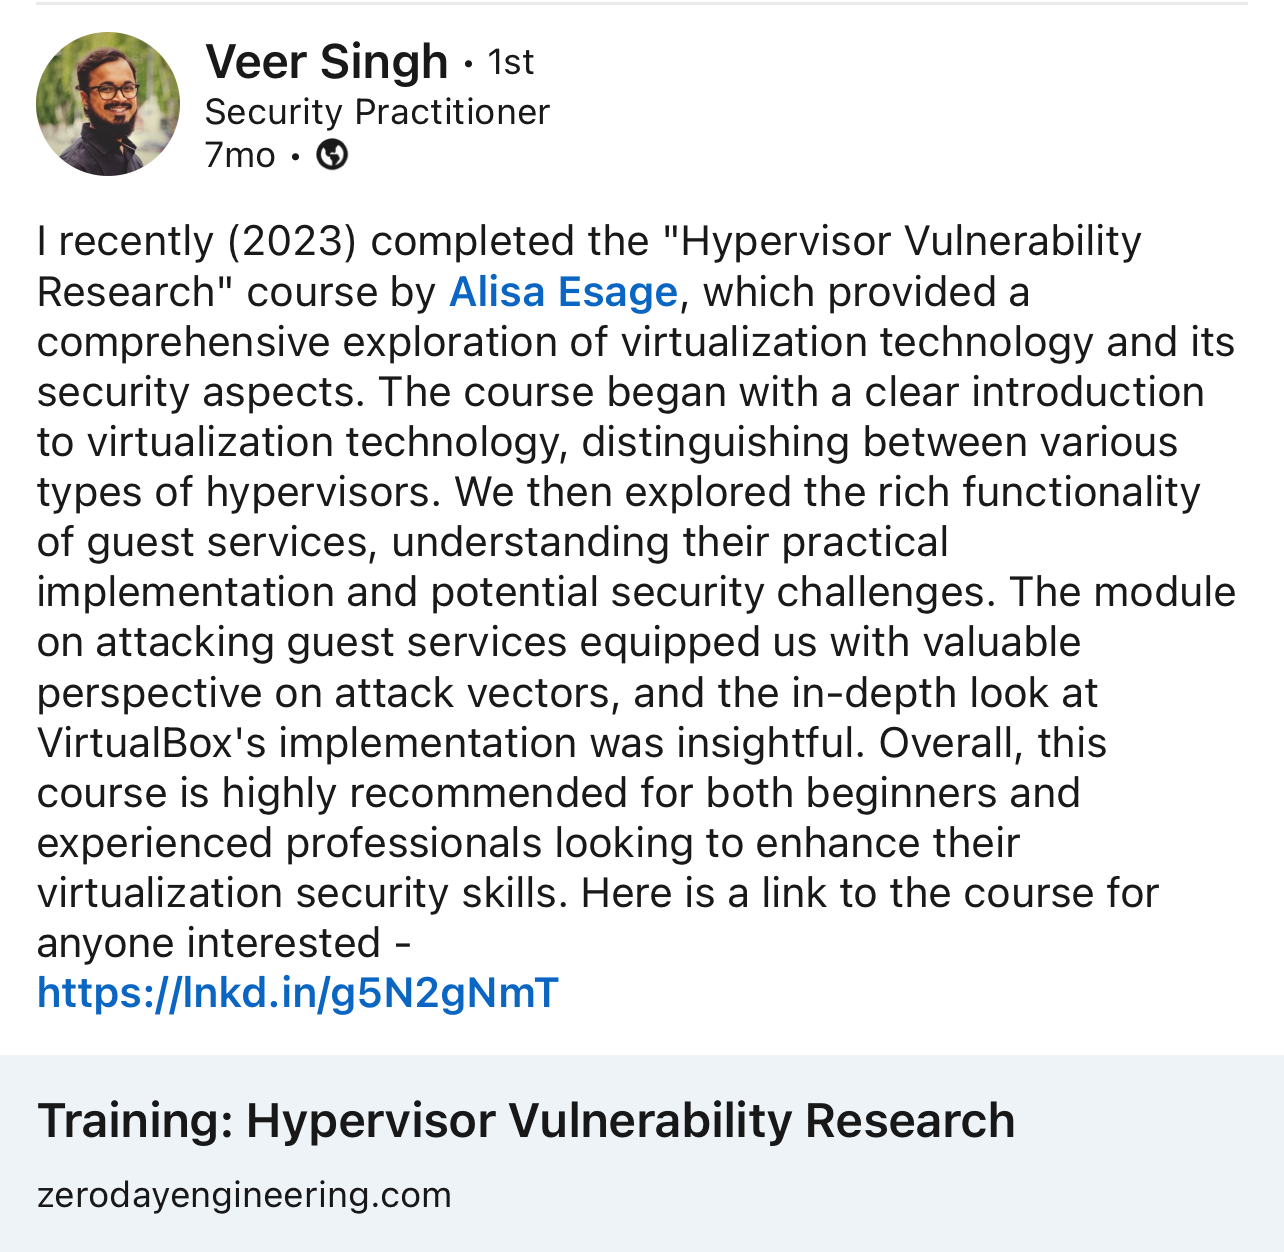 Veer Singh • 1st
Security Practitioner
7mo •
I recently (2023) completed the "Hypervisor Vulnerability
Research" course by Alisa Esage, which provided a
comprehensive exploration of virtualization technology and its
security aspects. The course began with a clear introduction
to virtualization technology, distinguishing between various
types of hypervisors. We then explored the rich functionality
of guest services, understanding their practical
implementation and potential security challenges. The module
on attacking guest services equipped us with valuable
perspective on attack vectors, and the in-depth look at
VirtualBox's implementation was insightful. Overall, this
course is highly recommended for both beginners and
experienced professionals looking to enhance their
virtualization security skills. Here is a link to the course for
anyone interested -
https://lnkd.in/g5N2gNmT
Training: Hypervisor Vulnerability Research
zerodayengineering.com